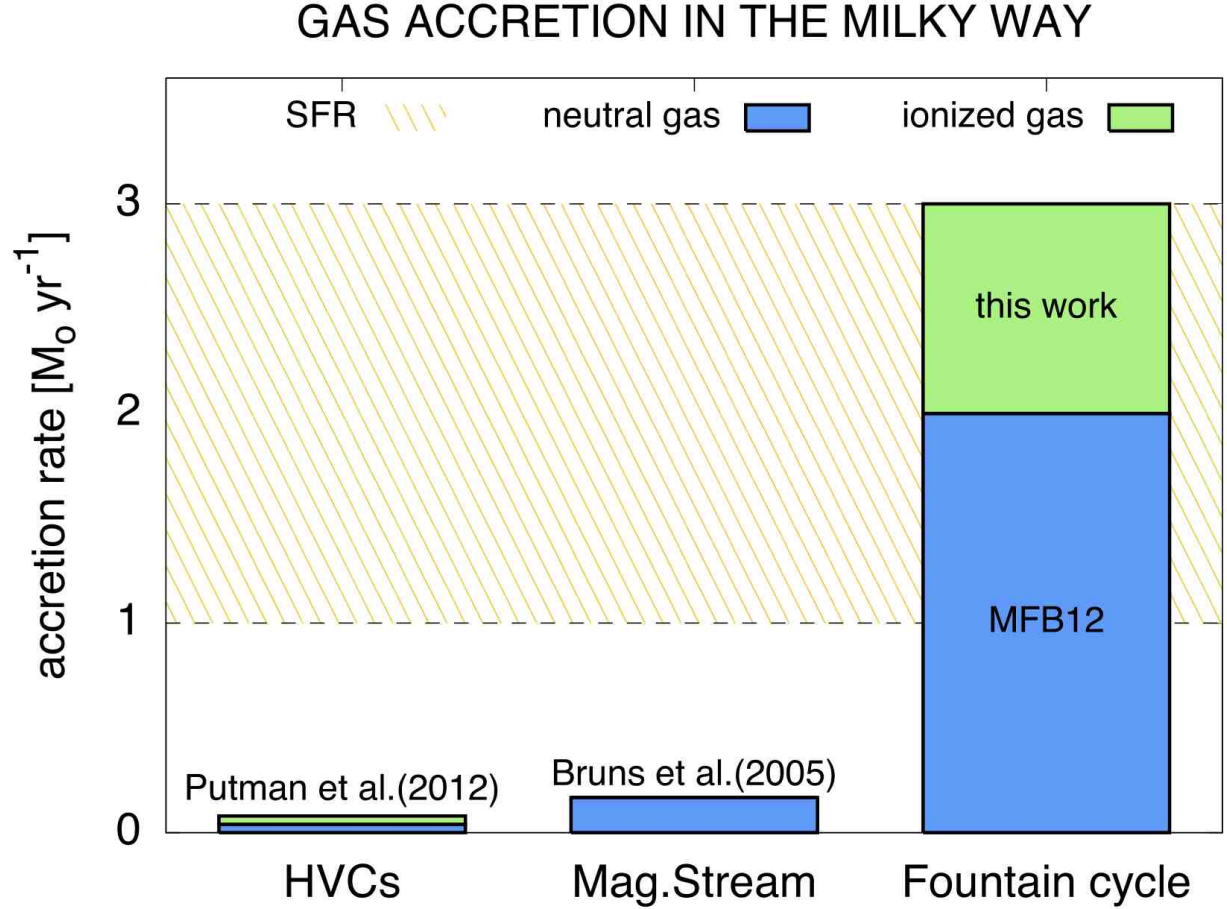 GAS ACCRETION IN THE MILKY WAY
SFR neutral gas ionized gas
accretion rate [M₀ yr⁻¹]
3
2
1
0
this work
MFB12
Putman et al.(2012)
Bruns et al.(2005)
HVCs Mag.Stream Fountain cycle